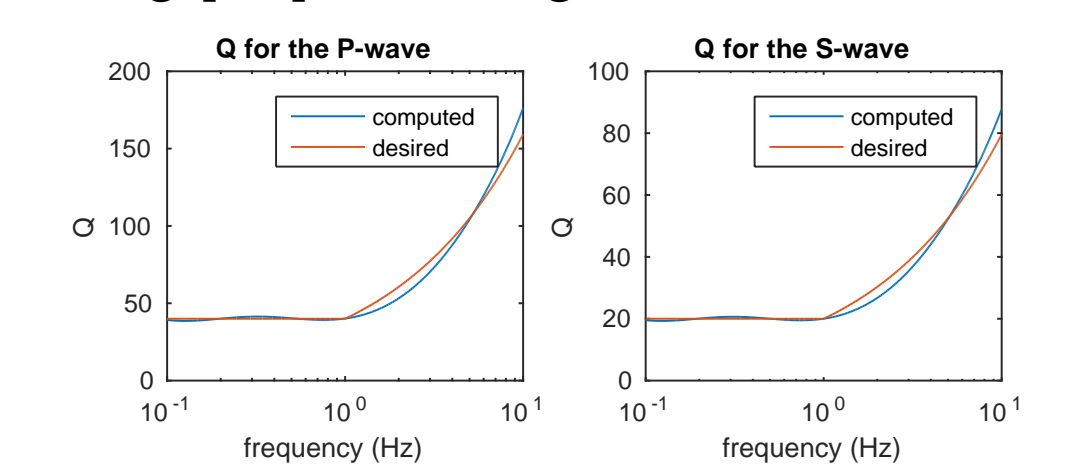 Q for the P-wave
200
150
100
50
0
Q
computed
desired
10^-1
10^0
10^1
frequency (Hz)
Q for the S-wave
100
80
60
40
20
0
Q
computed
desired
10^-1
10^0
10^1
frequency (Hz)